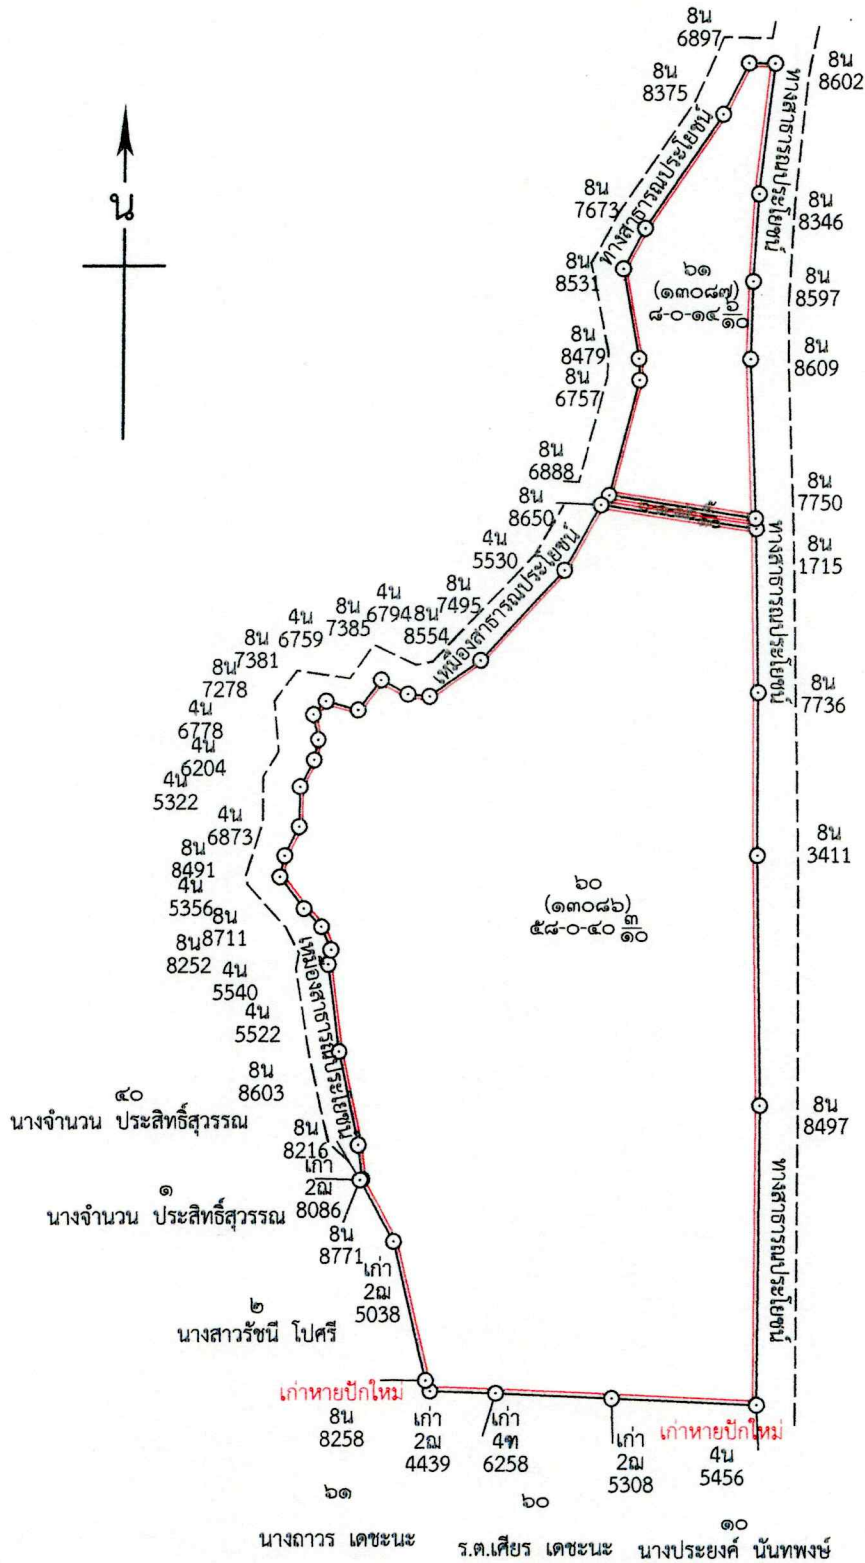 8น
6897
8น
8602
8น
8375
ทางสาธารณประโยชน์
ทางสาธารณประโยชน์
น
8น
7673
8น
8346
8น
8531
๖๑
(๑๓๐๘๗)
๘-๐-๑๔ ๖/๑๐
8น
8597
8น
8479
8น
8609
8น
6757
8น
6888
8น
7750
8น
8650
4น
5530
8น
1715
เหมืองสาธารณประโยชน์
ทางสาธารณประโยชน์
8น
7495
4น
6794
8น
8554
8น
7385
4น
6759
8น
7381
8น
7278
8น
7736
4น
6778
4น
6204
4น
5322
4น
6873
8น
3411
8น
8491
4น
5356
๖๐
(๑๓๐๘๖)
๕๘-๐-๔๐ ๓/๑๐
8น
8711
8น
8252
4น
5540
4น
5522
เหมืองสาธารณประโยชน์
8น
8603
๔๐
นางจำนวน ประสิทธิ์สุวรรณ
8น
8497
8น
8216
เก่า
2ฌ
8086
๑
นางจำนวน ประสิทธิ์สุวรรณ
ทางสาธารณประโยชน์
8น
8771
เก่า
2ฌ
5038
๒
นางสาวรัชนี โปศรี
เก่าหายปักใหม่
8น
8258
เก่า
2ฌ
4439
เก่า
4ฑ
6258
เก่า
2ฌ
5308
เก่าหายปักใหม่
4น
5456
๖๑
นางถาวร เดชะนะ
๖๐
ร.ต.เศียร เดชะนะ
๑๐
นางประยงค์ นันทพงษ์